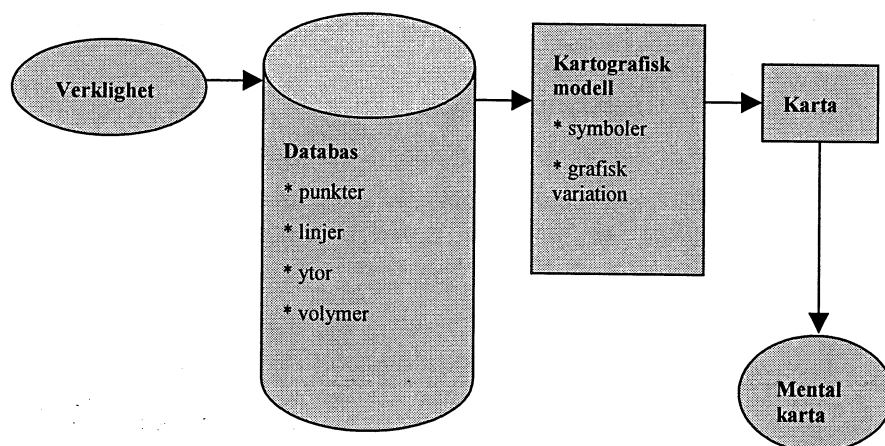 Verklighet
Databas
* punkter
* linjer
* ytor
* volymer
Kartografisk
modell
* symboler
* grafisk
variation
Karta
Mental
karta